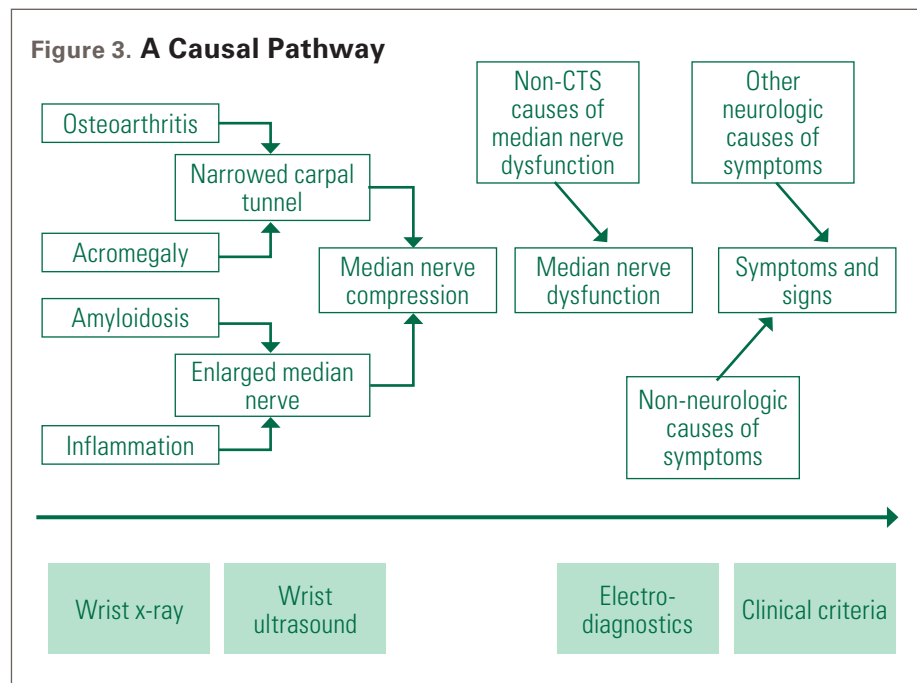 Figure 3. A Causal Pathway
Non-CTS
causes of
median nerve
dysfunction
Other
neurologic
causes of
symptoms
Osteoarthritis
Narrowed carpal
tunnel
Acromegaly
Median nerve
compression
Median nerve
dysfunction
Symptoms and
signs
Amyloidosis
Enlarged median
nerve
Inflammation
Non-neurologic
causes of
symptoms
Wrist x-ray
Wrist
ultrasound
Electro-
diagnostics
Clinical criteria